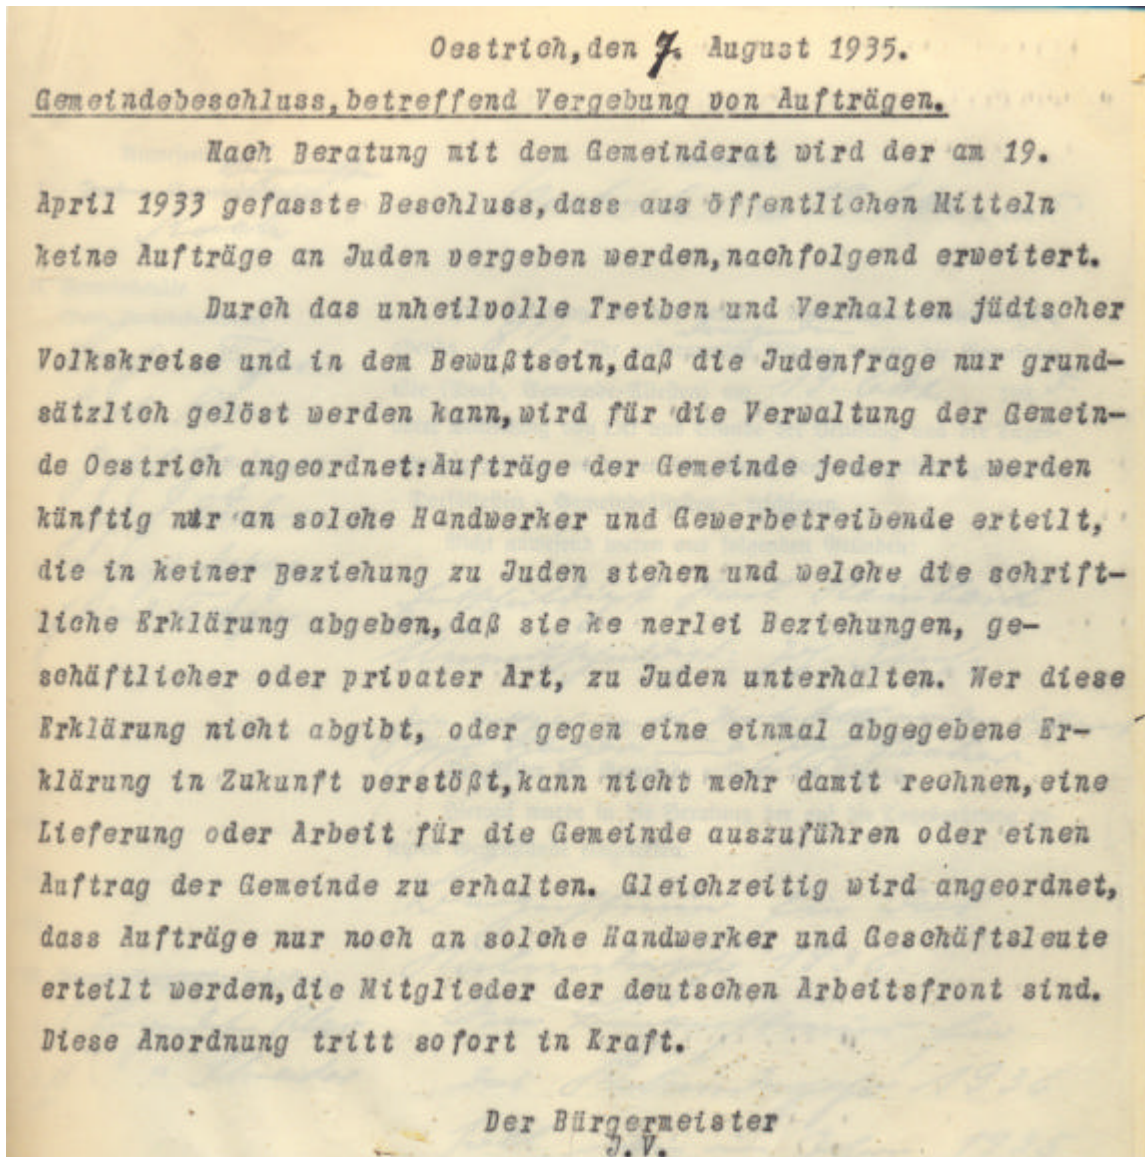 Oestrich,den 7. August 1935.
Gemeindebeschluss,betreffend Vergebung von Aufträgen.
Nach Beratung mit dem Gemeinderat wird der am 19.
April 1933 gefasste Beschluss,dass aus öffentlichen Mitteln
keine Aufträge an Juden vergeben werden,nachfolgend erweitert.
Durch das unheilvolle Treiben und Verhalten jüdischer
Volkskreise und in dem Bewußtsein,daß die Judenfrage nur grund-
sätzlich gelöst werden kann,wird für die Verwaltung der Gemein-
de Oestrich angeordnet:Aufträge der Gemeinde jeder Art werden
künftig nur an solche Handwerker und Gewerbetreibende erteilt,
die in keiner Beziehung zu Juden stehen und welche die schrift-
liche Erklärung abgeben,daß sie ke nerlei Beziehungen, ge-
schäftlicher oder privater Art, zu Juden unterhalten. Wer diese
Erklärung nicht abgibt, oder gegen eine einmal abgegebene Er-
klärung in Zukunft verstößt,kann nicht mehr damit rechnen,eine
Lieferung oder Arbeit für die Gemeinde auszuführen oder einen
Auftrag der Gemeinde zu erhalten. Gleichzeitig wird angeordnet,
dass Aufträge nur noch an solche Handwerker und Geschäftsleute
erteilt werden,die Mitglieder der deutschen Arbeitsfront sind.
Diese Anordnung tritt sofort in Kraft.
Der Bürgermeister
J.V.